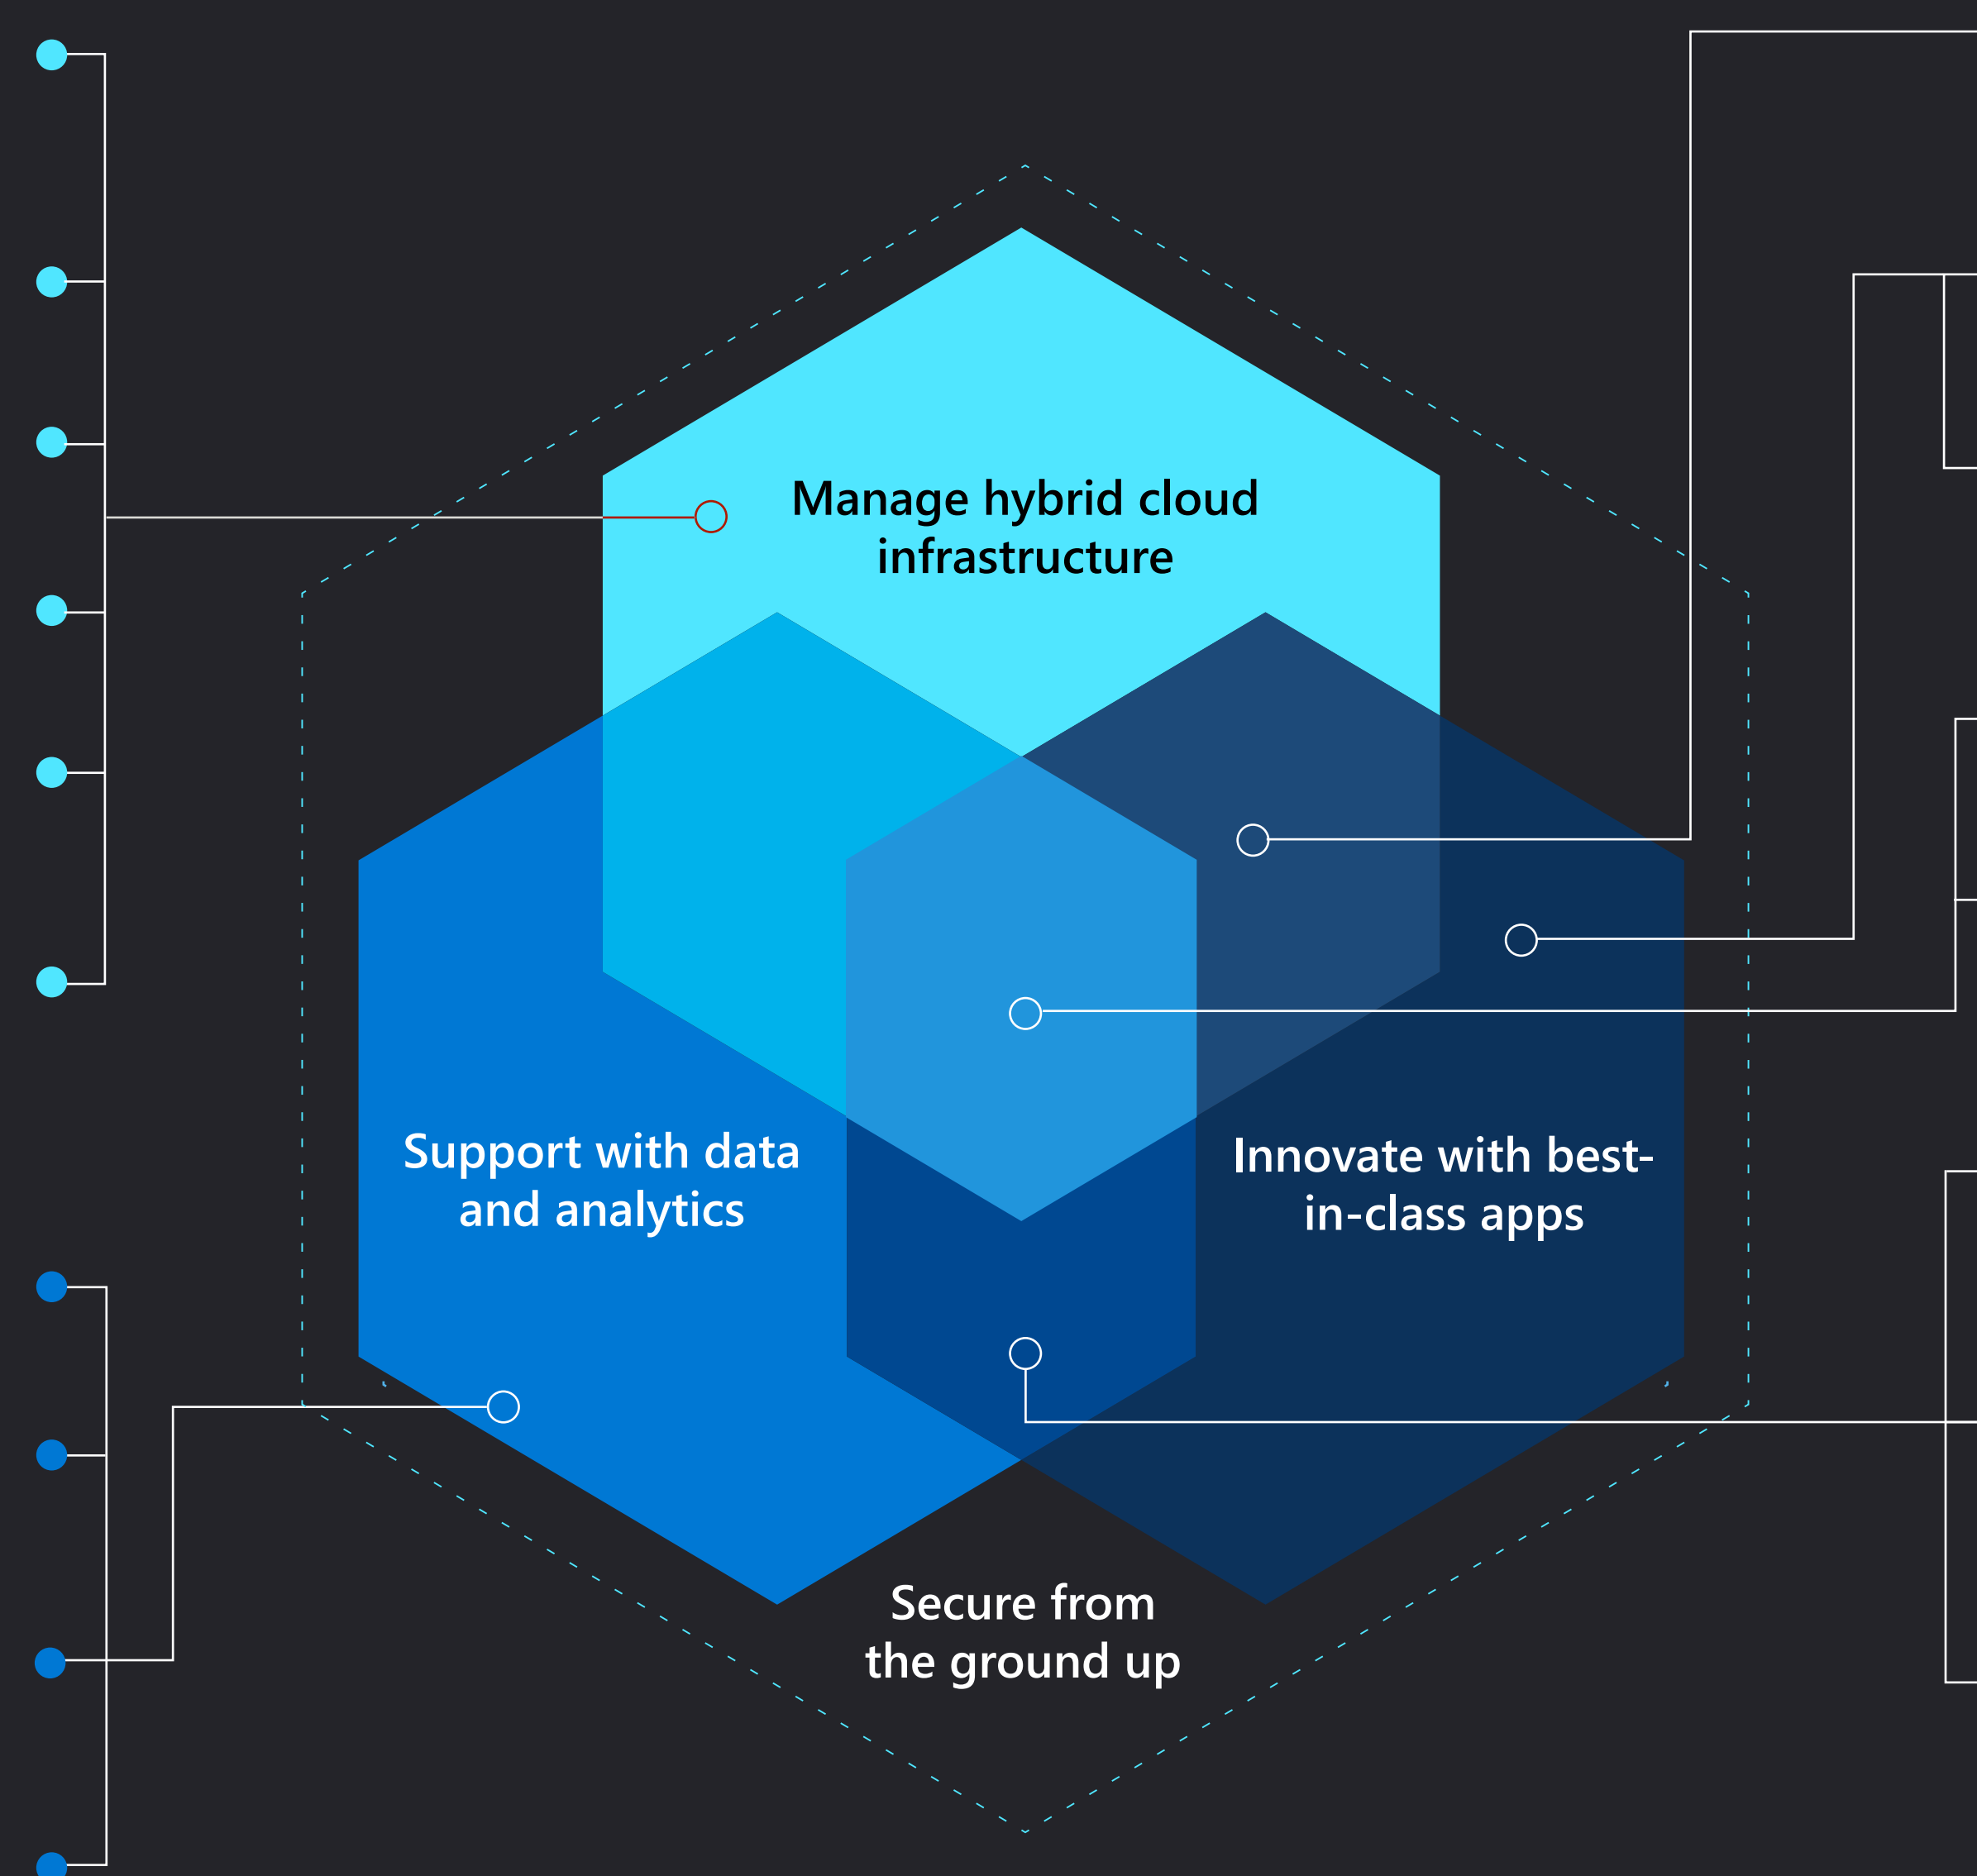 Manage hybrid cloud
infrastructure
Support with data
and analytics
Innovate with best-
in-class apps
Secure from
the ground up